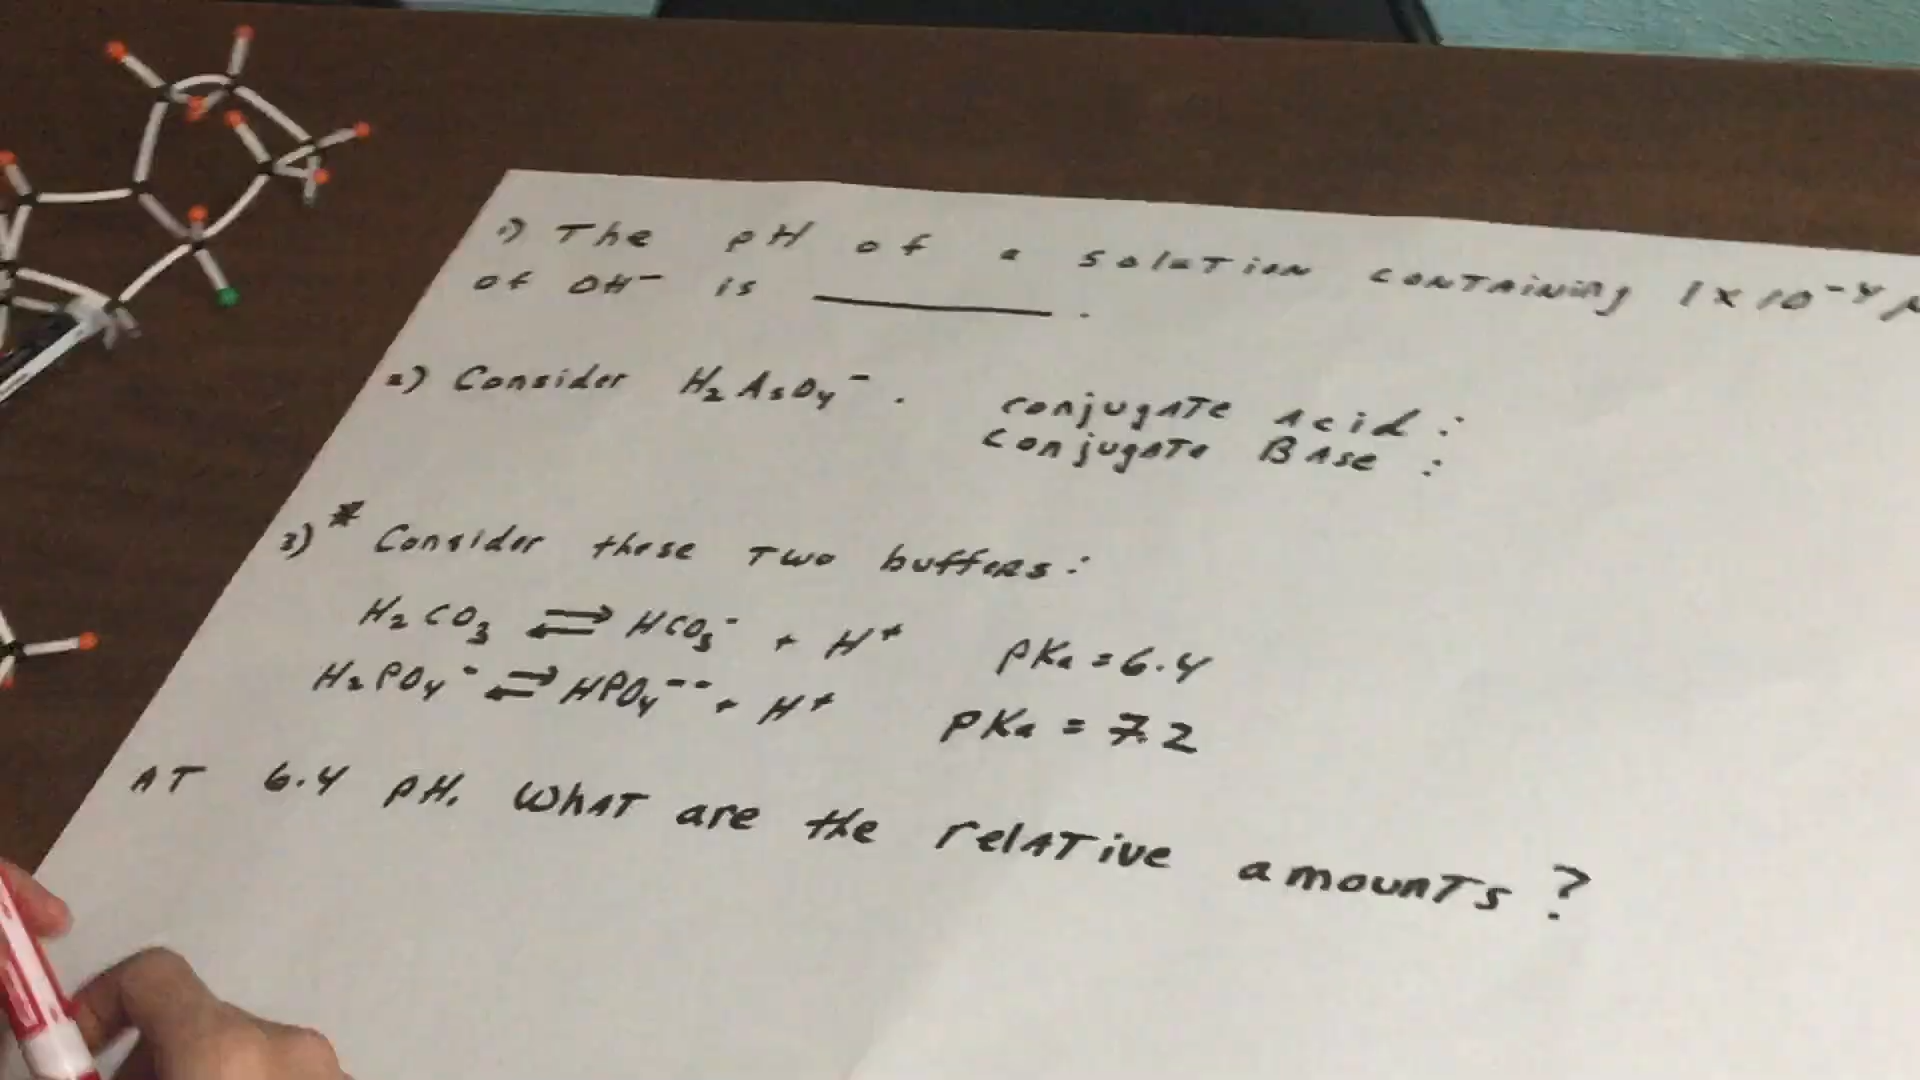 1) The pH of a solution containing 1 x 10⁻⁴ M
of OH⁻ is ________.
2) Consider H₂AsO₄⁻. conjugate acid:
conjugate Base:
3)* Consider these two buffers:
H₂CO₃ ⇌ HCO₃⁻ + H⁺ pKa = 6.4
H₂PO₄⁻ ⇌ HPO₄⁻⁻ + H⁺ pKa = 7.2
AT 6.4 pH. What are the relative amounts?